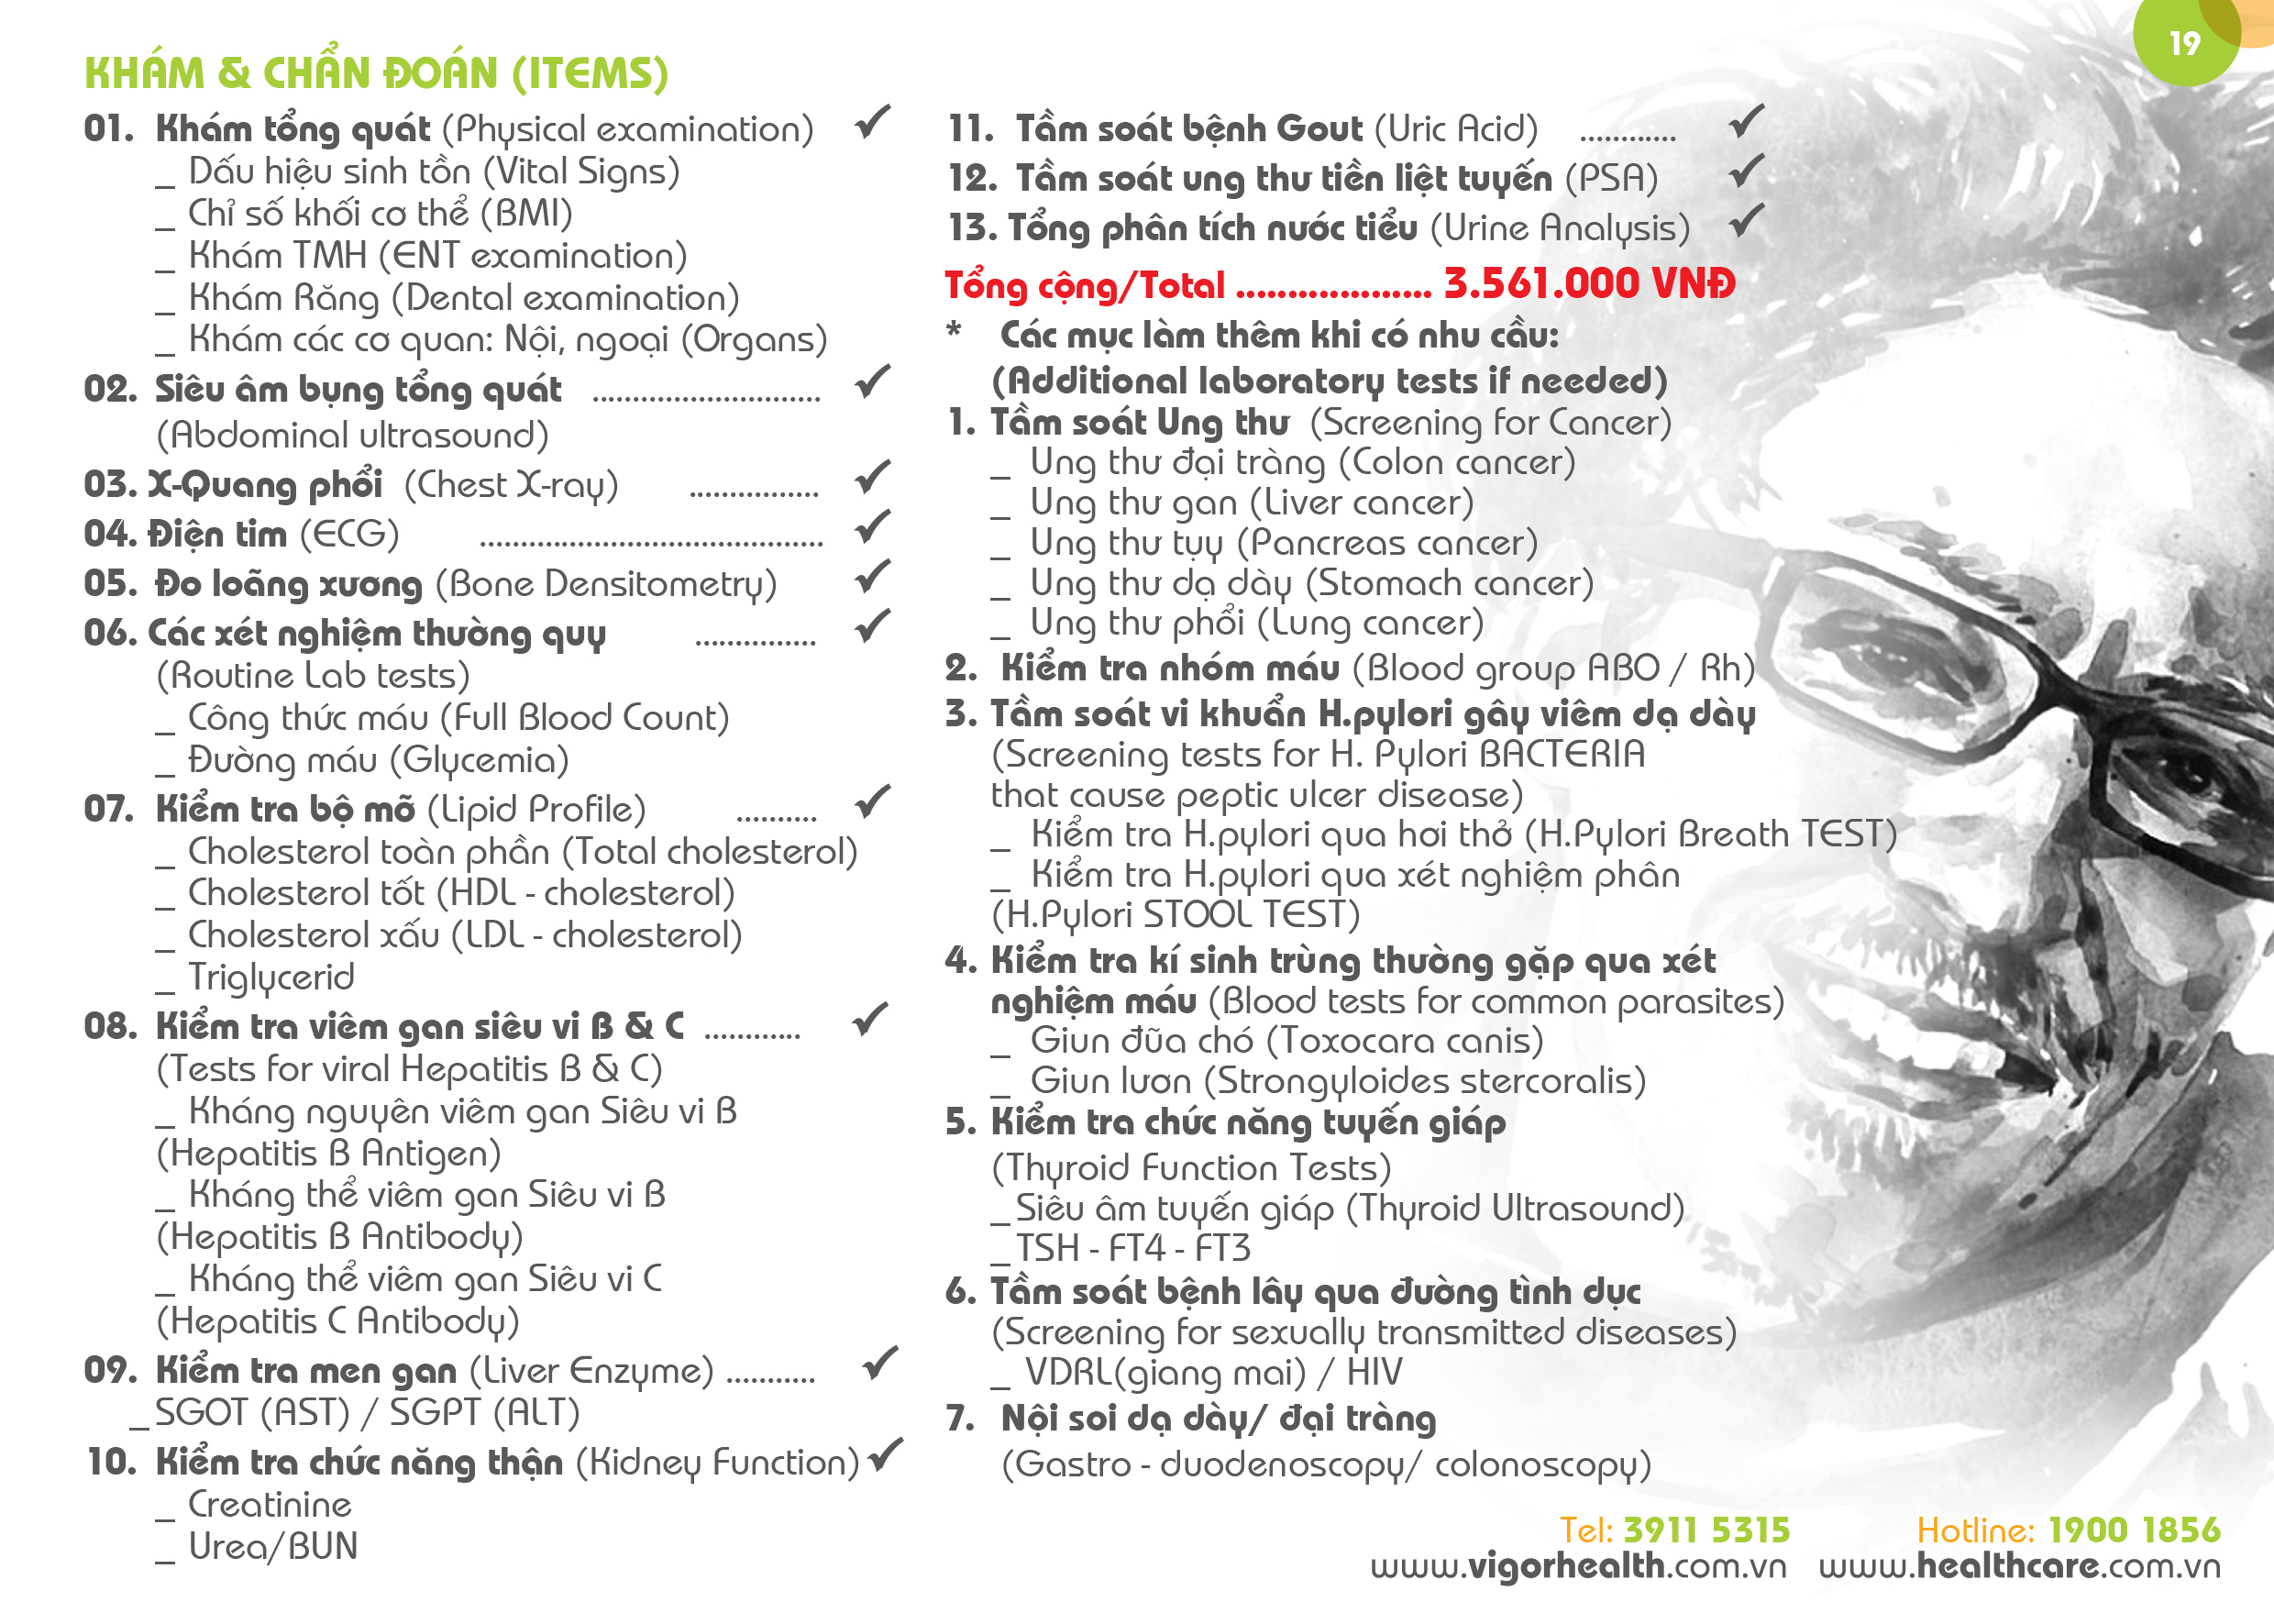 19
KHÁM & CHẨN ĐOÁN (ITEMS)
01. Khám tổng quát (Physical examination) ✓
_ Dấu hiệu sinh tồn (Vital Signs)
_ Chỉ số khối cơ thể (BMI)
_ Khám TMH (ENT examination)
_ Khám Răng (Dental examination)
_ Khám các cơ quan: Nội, ngoại (Organs)
02. Siêu âm bụng tổng quát ............................ ✓
(Abdominal ultrasound)
03. X-Quang phổi (Chest X-ray) ................ ✓
04. Điện tim (ECG) .......................................... ✓
05. Đo loãng xương (Bone Densitometry) ✓
06. Các xét nghiệm thường quy ............... ✓
(Routine Lab tests)
_ Công thức máu (Full Blood Count)
_ Đường máu (Glycemia)
07. Kiểm tra bộ mỡ (Lipid Profile) .......... ✓
_ Cholesterol toàn phần (Total cholesterol)
_ Cholesterol tốt (HDL - cholesterol)
_ Cholesterol xấu (LDL - cholesterol)
_ Triglycerid
08. Kiểm tra viêm gan siêu vi B & C ............ ✓
(Tests for viral Hepatitis B & C)
_ Kháng nguyên viêm gan Siêu vi B
(Hepatitis B Antigen)
_ Kháng thể viêm gan Siêu vi B
(Hepatitis B Antibody)
_ Kháng thể viêm gan Siêu vi C
(Hepatitis C Antibody)
09. Kiểm tra men gan (Liver Enzyme) ........... ✓
_ SGOT (AST) / SGPT (ALT)
10. Kiểm tra chức năng thận (Kidney Function) ✓
_ Creatinine
_ Urea/BUN
11. Tầm soát bệnh Gout (Uric Acid) ............ ✓
12. Tầm soát ung thư tiền liệt tuyến (PSA) ✓
13. Tổng phân tích nước tiểu (Urine Analysis) ✓
Tổng cộng/Total ................... 3.561.000 VNĐ
* Các mục làm thêm khi có nhu cầu:
(Additional laboratory tests if needed)
1. Tầm soát Ung thư (Screening for Cancer)
_ Ung thư đại tràng (Colon cancer)
_ Ung thư gan (Liver cancer)
_ Ung thư tụy (Pancreas cancer)
_ Ung thư dạ dày (Stomach cancer)
_ Ung thư phổi (Lung cancer)
2. Kiểm tra nhóm máu (Blood group ABO / Rh)
3. Tầm soát vi khuẩn H.pylori gây viêm dạ dày
(Screening tests for H. Pylori BACTERIA
that cause peptic ulcer disease)
_ Kiểm tra H.pylori qua hơi thở (H.Pylori Breath TEST)
_ Kiểm tra H.pylori qua xét nghiệm phân
(H.Pylori STOOL TEST)
4. Kiểm tra kí sinh trùng thường gặp qua xét
nghiệm máu (Blood tests for common parasites)
_ Giun đũa chó (Toxocara canis)
_ Giun lươn (Strongyloides stercoralis)
5. Kiểm tra chức năng tuyến giáp
(Thyroid Function Tests)
_ Siêu âm tuyến giáp (Thyroid Ultrasound)
_ TSH - FT4 - FT3
6. Tầm soát bệnh lây qua đường tình dục
(Screening for sexually transmitted diseases)
_ VDRL(giang mai) / HIV
7. Nội soi dạ dày/ đại tràng
(Gastro - duodenoscopy/ colonoscopy)
Tel: 3911 5315 Hotline: 1900 1856
www.vigorhealth.com.vn www.healthcare.com.vn